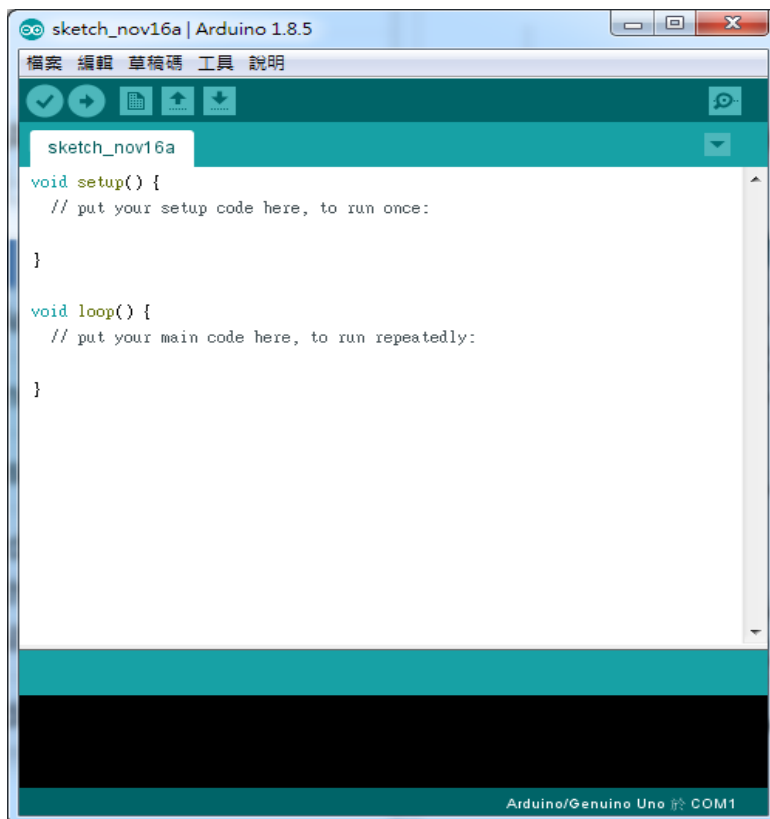 sketch_nov16a | Arduino 1.8.5
檔案 編輯 草稿碼 工具 說明
sketch_nov16a
void setup() {
  // put your setup code here, to run once:
}
void loop() {
  // put your main code here, to run repeatedly:
}
Arduino/Genuino Uno 於 COM1